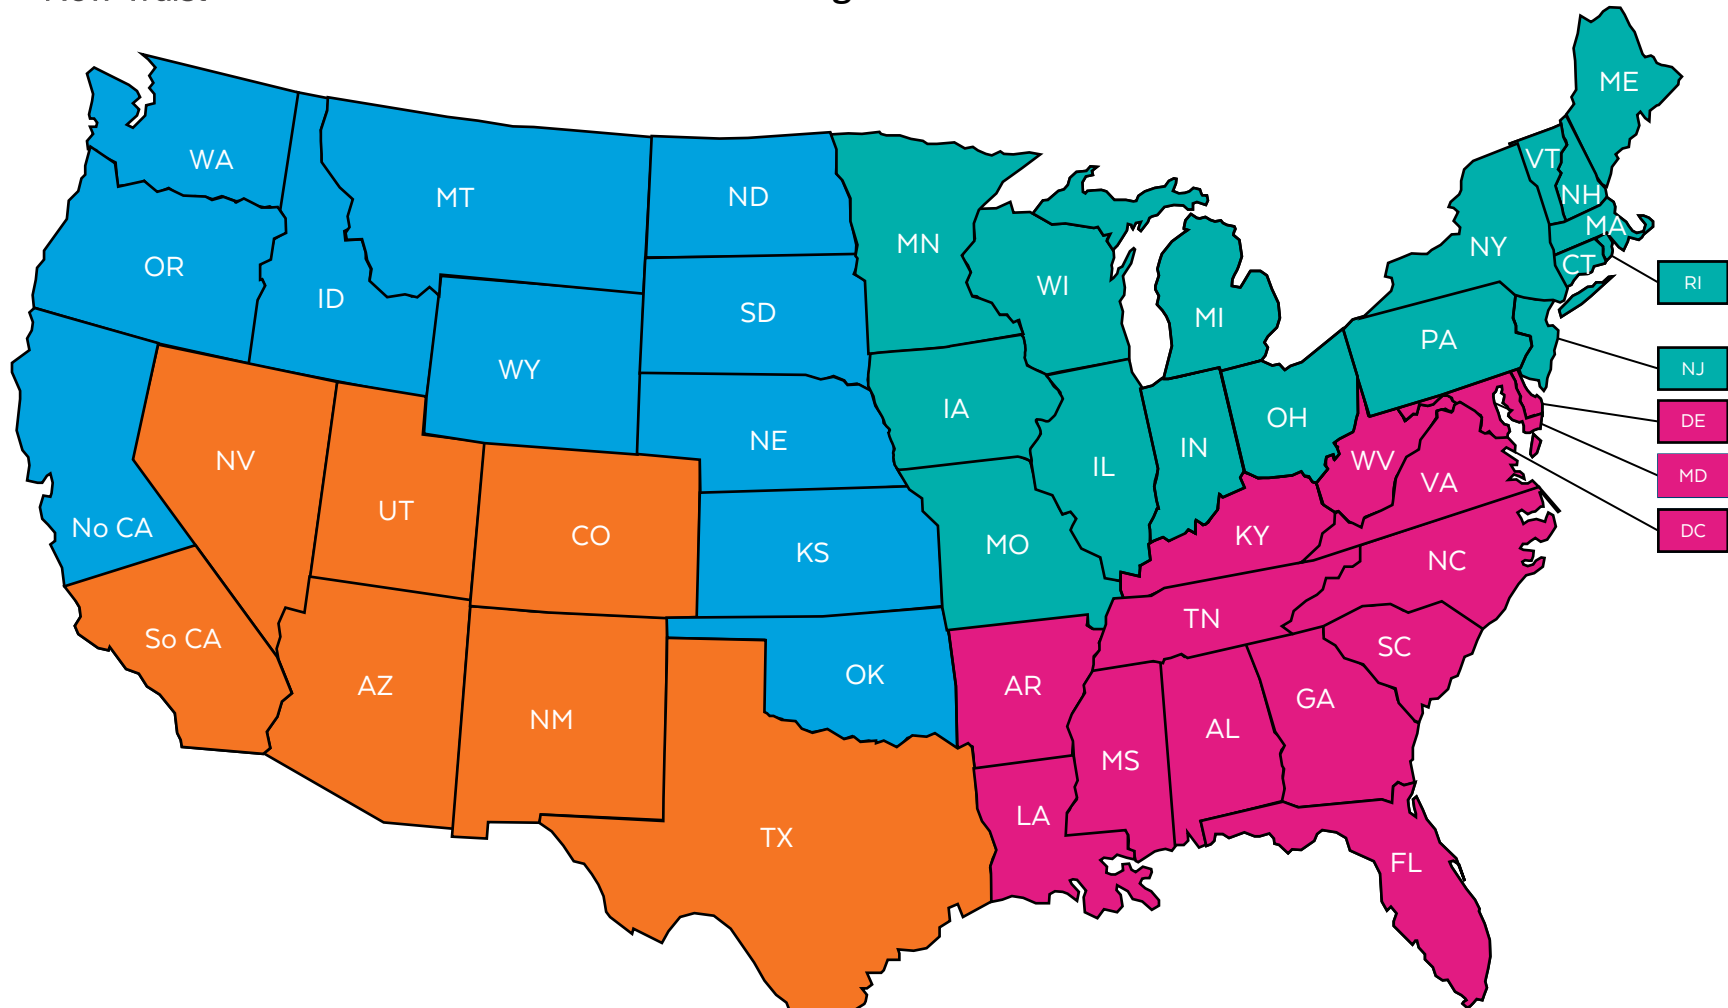 ME
WA
VT
MT
ND
NH
MA
MN
NY
OR
CT
WI
RI
ID
SD
MI
PA
WY
NJ
IA
OH
DE
NE
IN
NV
WV
IL
MD
VA
UT
No CA
CO
KY
DC
MO
KS
NC
TN
So CA
SC
OK
AZ
AR
GA
NM
AL
MS
LA
TX
FL